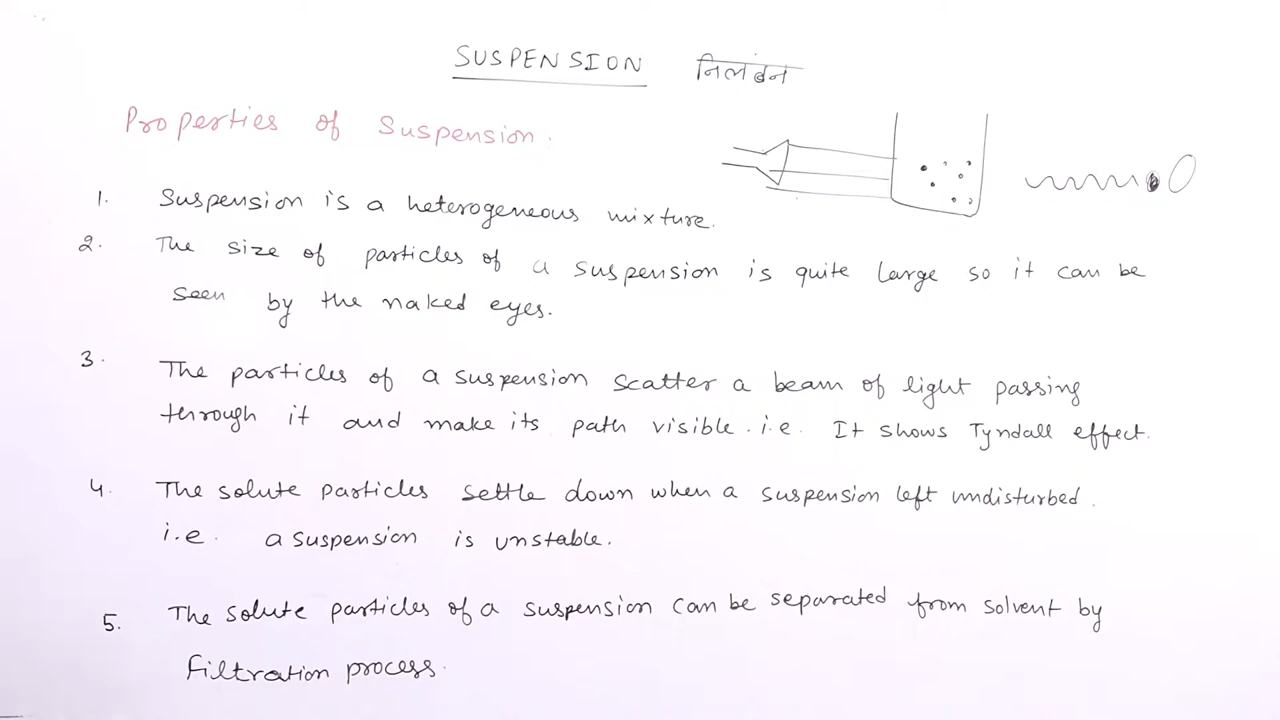 SUSPENSION निलंबन
Properties of Suspension.
1. Suspension is a heterogeneous mixture.
2. The size of particles of a suspension is quite large so it can be
seen by the naked eyes.
3. The particles of a suspension scatter a beam of light passing
through it and make its path visible. i.e. It shows Tyndall effect.
4. The solute particles settle down when a suspension left undisturbed.
i.e. a suspension is unstable.
5. The solute particles of a suspension can be separated from solvent by
filtration process.